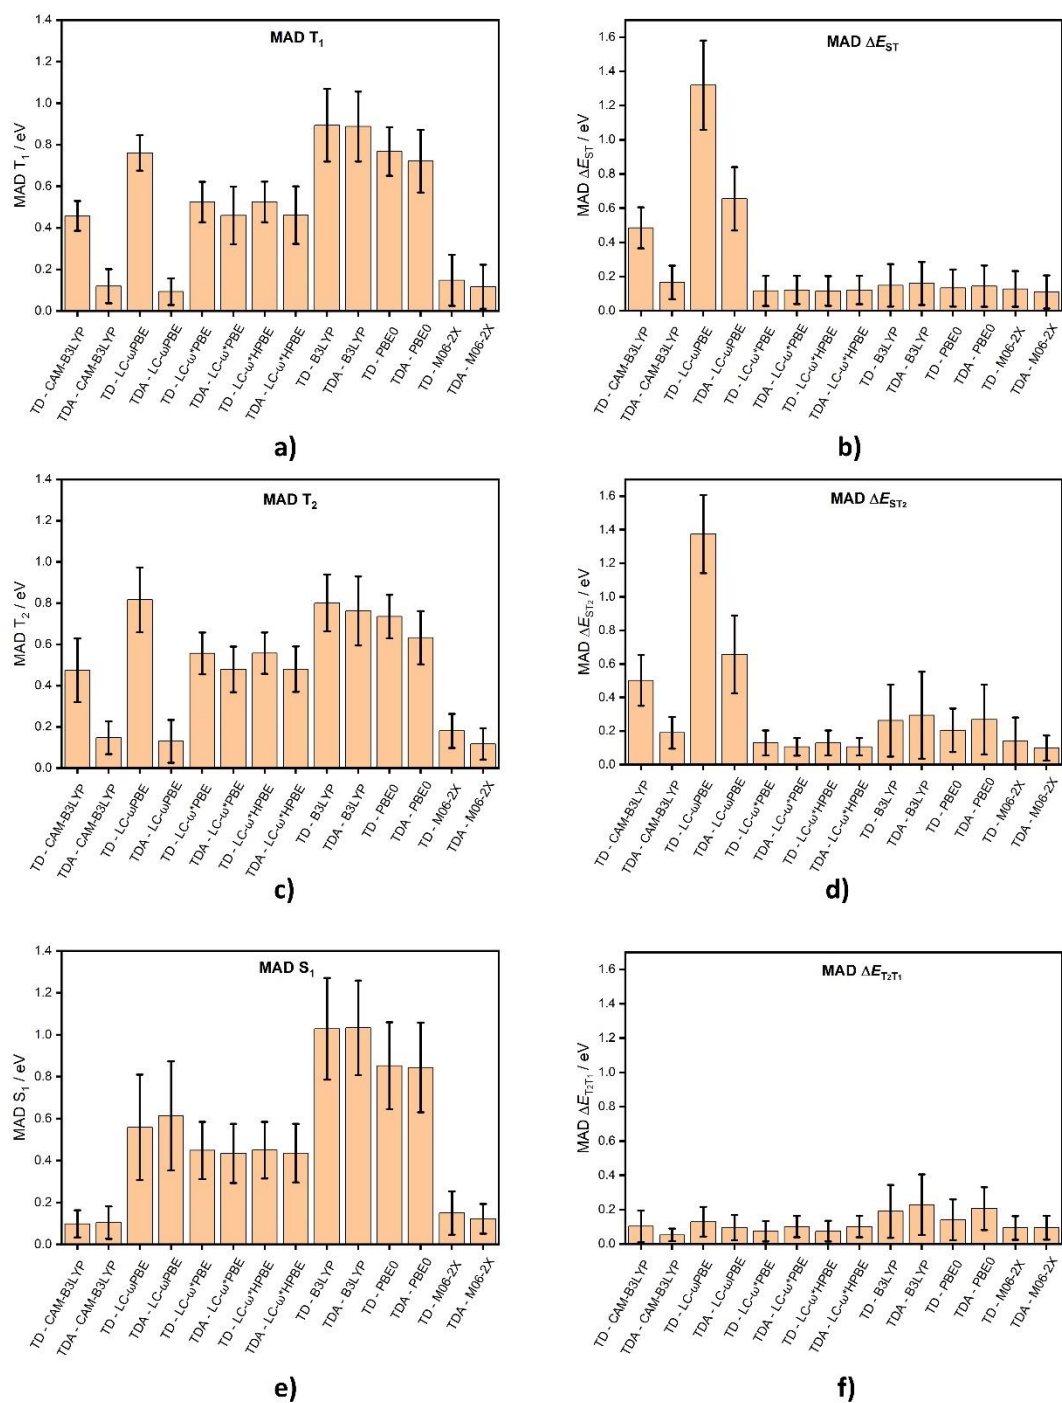 MAD T₁
MAD T₁ / eV
1.4
1.2
1.0
0.8
0.6
0.4
0.2
0.0
TD - CAM-B3LYP
TDA - CAM-B3LYP
TD - LC-ωPBE
TDA - LC-ωPBE
TD - LC-ω*PBE
TDA - LC-ω*PBE
TD - LC-ω*HPBE
TDA - LC-ω*HPBE
TD - B3LYP
TDA - B3LYP
TD - PBE0
TDA - PBE0
TD - M06-2X
TDA - M06-2X
a)
MAD ΔE_ST
MAD ΔE_ST / eV
1.6
1.4
1.2
1.0
0.8
0.6
0.4
0.2
0.0
TD - CAM-B3LYP
TDA - CAM-B3LYP
TD - LC-ωPBE
TDA - LC-ωPBE
TD - LC-ω*PBE
TDA - LC-ω*PBE
TD - LC-ω*HPBE
TDA - LC-ω*HPBE
TD - B3LYP
TDA - B3LYP
TD - PBE0
TDA - PBE0
TD - M06-2X
TDA - M06-2X
b)
MAD T₂
MAD T₂ / eV
1.4
1.2
1.0
0.8
0.6
0.4
0.2
0.0
TD - CAM-B3LYP
TDA - CAM-B3LYP
TD - LC-ωPBE
TDA - LC-ωPBE
TD - LC-ω*PBE
TDA - LC-ω*PBE
TD - LC-ω*HPBE
TDA - LC-ω*HPBE
TD - B3LYP
TDA - B3LYP
TD - PBE0
TDA - PBE0
TD - M06-2X
TDA - M06-2X
c)
MAD ΔE_ST₂
MAD ΔE_ST₂ / eV
1.6
1.4
1.2
1.0
0.8
0.6
0.4
0.2
0.0
TD - CAM-B3LYP
TDA - CAM-B3LYP
TD - LC-ωPBE
TDA - LC-ωPBE
TD - LC-ω*PBE
TDA - LC-ω*PBE
TD - LC-ω*HPBE
TDA - LC-ω*HPBE
TD - B3LYP
TDA - B3LYP
TD - PBE0
TDA - PBE0
TD - M06-2X
TDA - M06-2X
d)
MAD S₁
MAD S₁ / eV
1.4
1.2
1.0
0.8
0.6
0.4
0.2
0.0
TD - CAM-B3LYP
TDA - CAM-B3LYP
TD - LC-ωPBE
TDA - LC-ωPBE
TD - LC-ω*PBE
TDA - LC-ω*PBE
TD - LC-ω*HPBE
TDA - LC-ω*HPBE
TD - B3LYP
TDA - B3LYP
TD - PBE0
TDA - PBE0
TD - M06-2X
TDA - M06-2X
e)
MAD ΔE_T₂T₁
MAD ΔE_T₂T₁ / eV
1.6
1.4
1.2
1.0
0.8
0.6
0.4
0.2
0.0
TD - CAM-B3LYP
TDA - CAM-B3LYP
TD - LC-ωPBE
TDA - LC-ωPBE
TD - LC-ω*PBE
TDA - LC-ω*PBE
TD - LC-ω*HPBE
TDA - LC-ω*HPBE
TD - B3LYP
TDA - B3LYP
TD - PBE0
TDA - PBE0
TD - M06-2X
TDA - M06-2X
f)